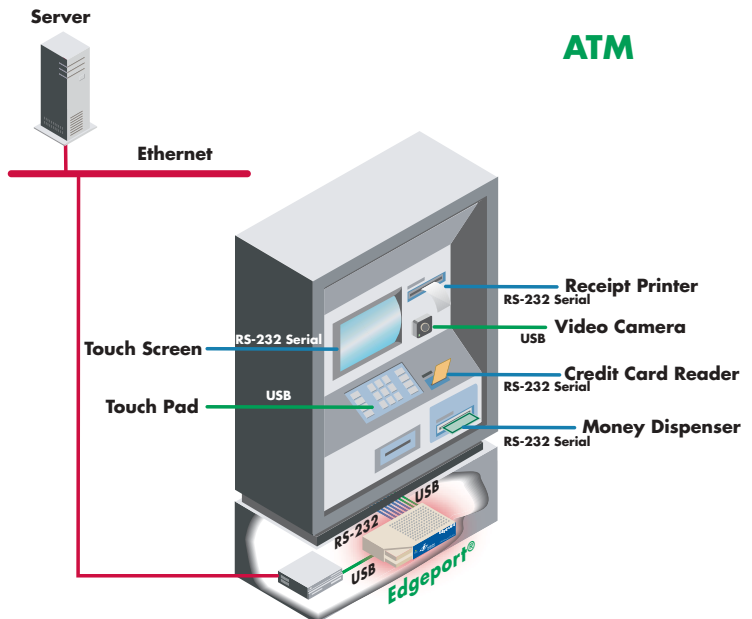 Server
ATM
Ethernet
Receipt Printer
RS-232 Serial
Video Camera
USB
Touch Screen
RS-232 Serial
Credit Card Reader
RS-232 Serial
Touch Pad
USB
Money Dispenser
RS-232 Serial
RS-232
USB
USB
Edgeport®